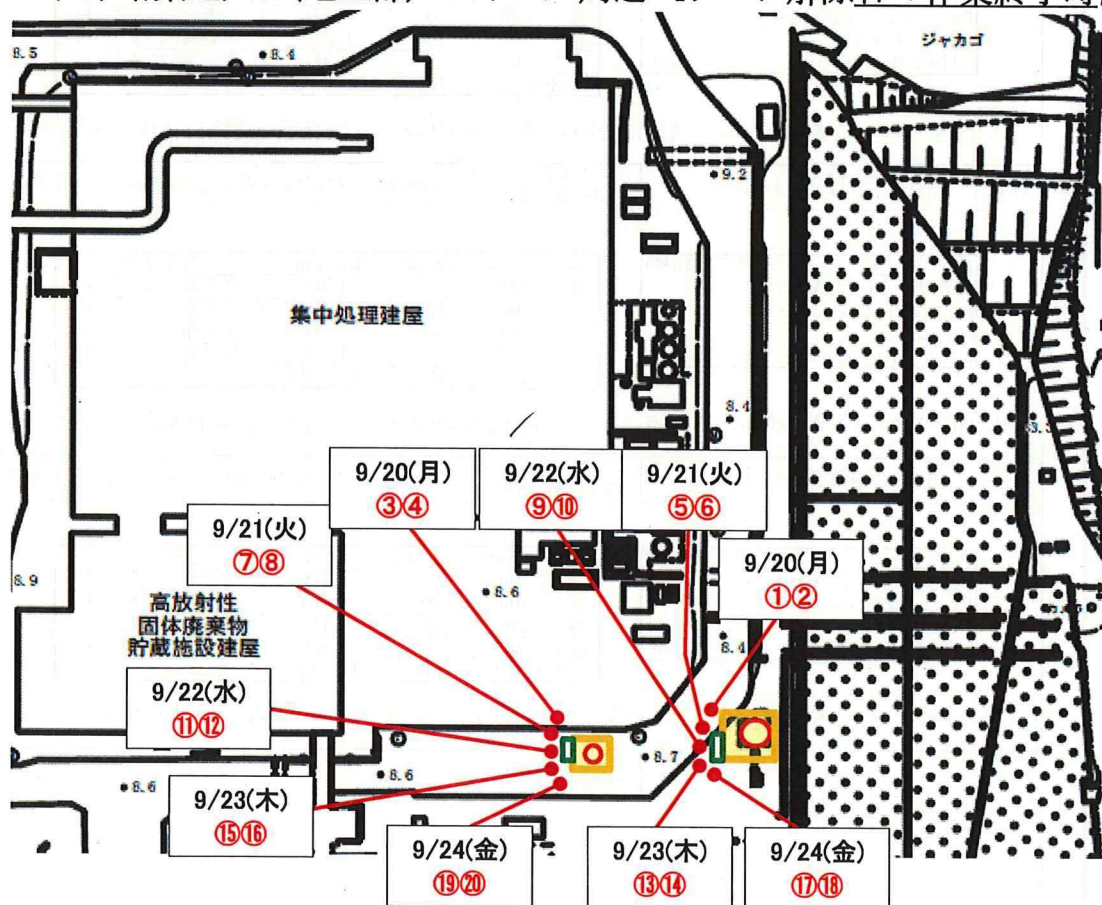 8.5
8.4
ジャカゴ
9.2
集中処理建屋
8.4
9/20(月)
③④
9/22(水)
⑨⑩
9/21(火)
⑤⑥
9/21(火)
⑦⑧
9/20(月)
①②
8.9
8.6
高放射性
固体廃棄物
貯蔵施設建屋
8.4
9/22(水)
⑪⑫
8.7
8.6
8.6
9/23(木)
⑮⑯
9/24(金)
⑲⑳
9/23(木)
⑬⑭
9/24(金)
⑰⑱